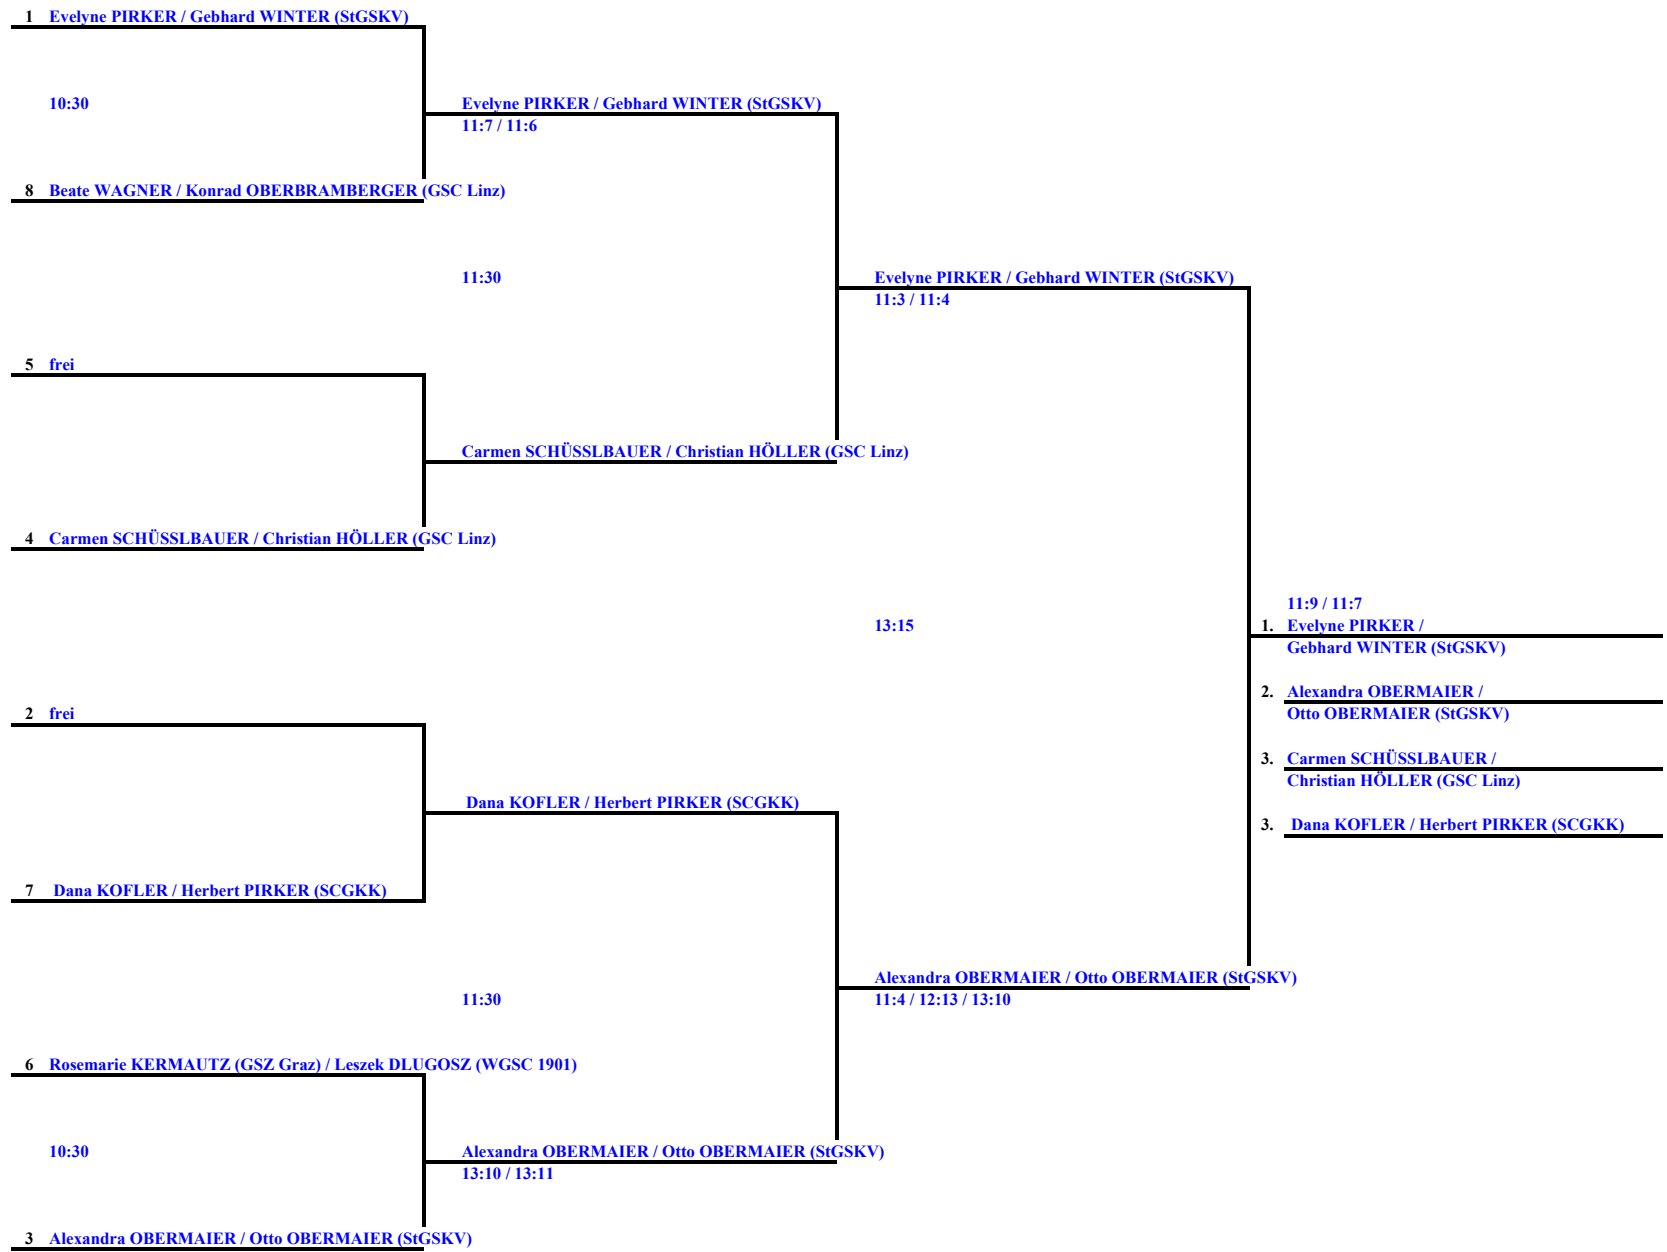 1 Evelyne PIRKER / Gebhard WINTER (StGSKV)
10:30
Evelyne PIRKER / Gebhard WINTER (StGSKV)
11:7 / 11:6
8 Beate WAGNER / Konrad OBERBRAMBERGER (GSC Linz)
11:30
Evelyne PIRKER / Gebhard WINTER (StGSKV)
11:3 / 11:4
5 frei
Carmen SCHÜSSLBAUER / Christian HÖLLER (GSC Linz)
4 Carmen SCHÜSSLBAUER / Christian HÖLLER (GSC Linz)
11:9 / 11:7
13:15
1. Evelyne PIRKER /
Gebhard WINTER (StGSKV)
2. Alexandra OBERMAIER /
Otto OBERMAIER (StGSKV)
2 frei
3. Carmen SCHÜSSLBAUER /
Christian HÖLLER (GSC Linz)
Dana KOFLER / Herbert PIRKER (SCGKK)
3. Dana KOFLER / Herbert PIRKER (SCGKK)
7 Dana KOFLER / Herbert PIRKER (SCGKK)
Alexandra OBERMAIER / Otto OBERMAIER (StGSKV)
11:30
11:4 / 12:13 / 13:10
6 Rosemarie KERMAUTZ (GSZ Graz) / Leszek DLUGOSZ (WGSC 1901)
10:30
Alexandra OBERMAIER / Otto OBERMAIER (StGSKV)
13:10 / 13:11
3 Alexandra OBERMAIER / Otto OBERMAIER (StGSKV)